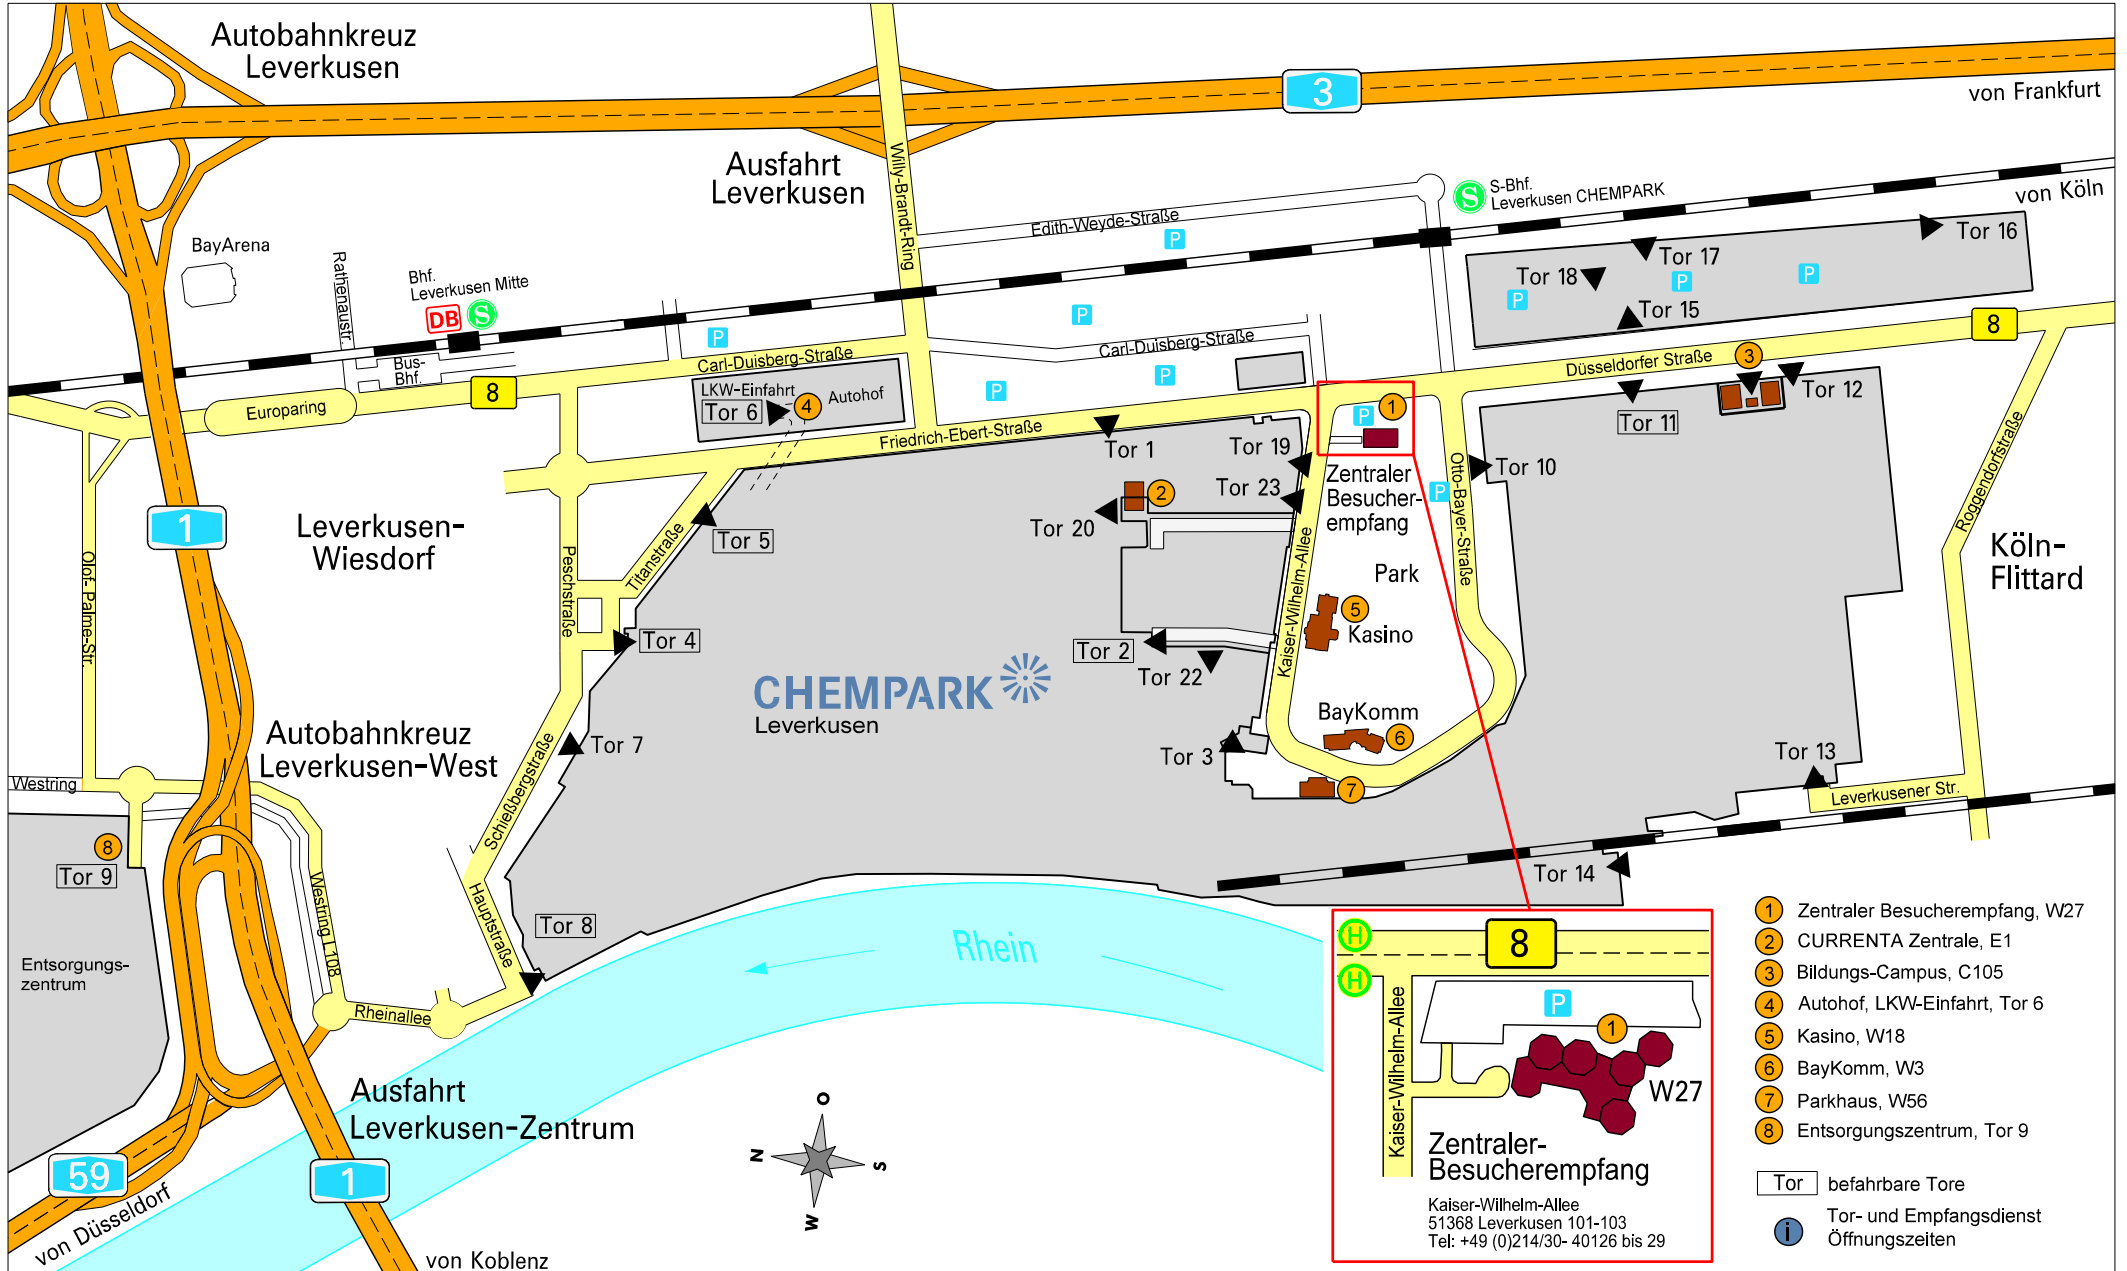 Autobahnkreuz
Leverkusen
3
von Frankfurt
Ausfahrt
Leverkusen
Willy-Brandt-Ring
S
S-Bhf.
Leverkusen CHEMPARK
von Köln
Edith-Weyde-Straße
P
BayArena
Rathenaustr.
Bhf.
Leverkusen Mitte
DB
S
Tor 16
Tor 17
Tor 18
P
P
P
Tor 15
P
P
Bus-
Bhf.
Carl-Duisberg-Straße
Carl-Duisberg-Straße
8
Düsseldorfer Straße
3
8
Europaring
LKW-Einfahrt
Tor 6
4
Autohof
P
P
P
1
Tor 11
Tor 12
Friedrich-Ebert-Straße
Tor 1
Tor 19
Tor 23
Zentraler
Besucher-
empfang
P
Tor 10
Otto-Bayer-Straße
Roggendorfstraße
2
Tor 20
1
Leverkusen-
Wiesdorf
Tor 5
Titanstraße
Peschstraße
Olof-Palme-Str.
Köln-
Flittard
Park
Kaiser-Wilhelm-Allee
5
Kasino
Tor 4
Tor 2
Tor 22
CHEMPARK
Leverkusen
BayKomm
6
Tor 3
7
Autobahnkreuz
Leverkusen-West
Tor 7
Schießbergstraße
Tor 13
Leverkusener Str.
Westring
8
Tor 9
Westring L108
Hauptstraße
Tor 8
Tor 14
Entsorgungs-
zentrum
Rheinallee
Rhein
Ausfahrt
Leverkusen-Zentrum
59
1
von Düsseldorf
von Koblenz
O
N
S
W
H
H
8
Kaiser-Wilhelm-Allee
Kaiser-Wilhelm-Allee
P
1
W27
Zentraler-
Besucherempfang
Kaiser-Wilhelm-Allee
51368 Leverkusen 101-103
Tel: +49 (0)214/30- 40126 bis 29
1 Zentraler Besucherempfang, W27
2 CURRENTA Zentrale, E1
3 Bildungs-Campus, C105
4 Autohof, LKW-Einfahrt, Tor 6
5 Kasino, W18
6 BayKomm, W3
7 Parkhaus, W56
8 Entsorgungszentrum, Tor 9
Tor befahrbare Tore
i Tor- und Empfangsdienst
Öffnungszeiten